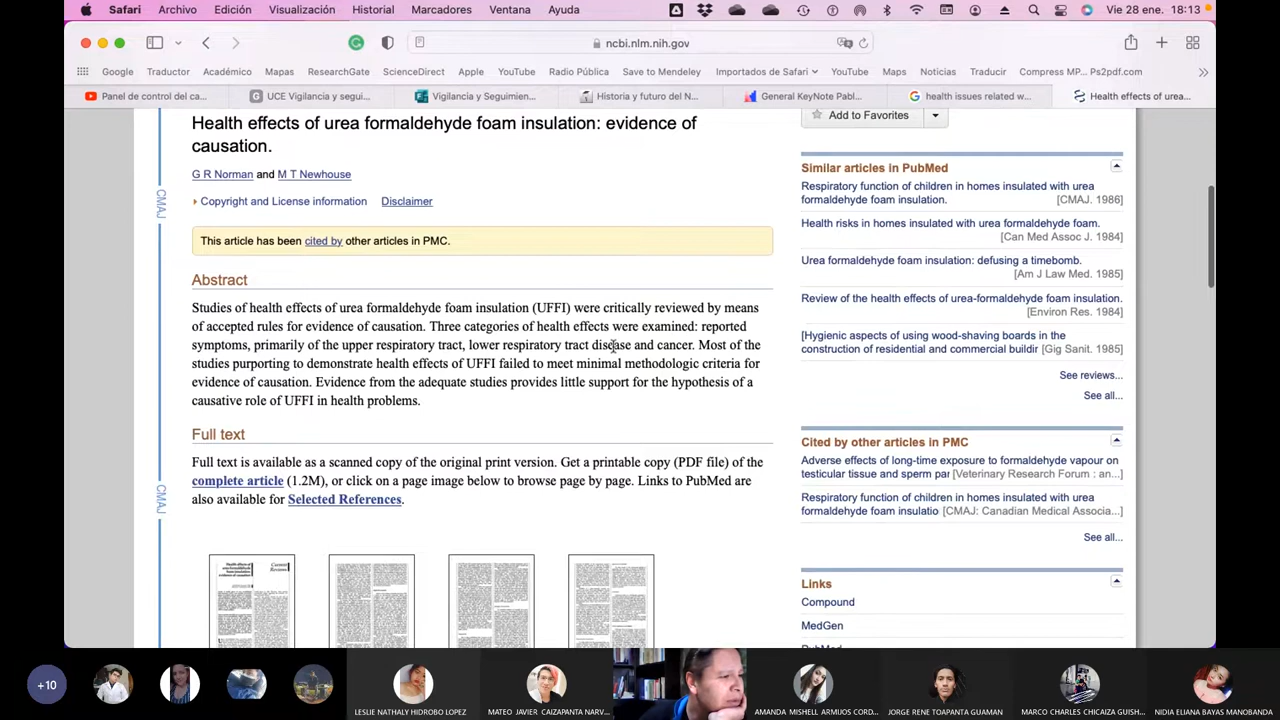 Safari Archivo Edición Visualización Historial Marcadores Ventana Ayuda Vie 28 ene. 18:13
ncbi.nlm.nih.gov
Google Traductor Académico Mapas ResearchGate ScienceDirect Apple YouTube Radio Pública Save to Mendeley Importados de Safari YouTube Maps Noticias Traducir Compress MP... Ps2pdf.com
Panel de control del ca... UCE Vigilancia y segui... Vigilancia y Seguimien... Historia y futuro del N... General KeyNote Pabl... health issues related w... Health effects of urea...
Health effects of urea formaldehyde foam insulation: evidence of
causation.
G R Norman and M T Newhouse
Copyright and License information Disclaimer
This article has been cited by other articles in PMC.
CMAJ
Abstract
Studies of health effects of urea formaldehyde foam insulation (UFFI) were critically reviewed by means
of accepted rules for evidence of causation. Three categories of health effects were examined: reported
symptoms, primarily of the upper respiratory tract, lower respiratory tract disease and cancer. Most of the
studies purporting to demonstrate health effects of UFFI failed to meet minimal methodologic criteria for
evidence of causation. Evidence from the adequate studies provides little support for the hypothesis of a
causative role of UFFI in health problems.
Full text
Full text is available as a scanned copy of the original print version. Get a printable copy (PDF file) of the
complete article (1.2M), or click on a page image below to browse page by page. Links to PubMed are
also available for Selected References.
CMAJ
Add to Favorites
Similar articles in PubMed
Respiratory function of children in homes insulated with urea
formaldehyde foam insulation. [CMAJ. 1986]
Health risks in homes insulated with urea formaldehyde foam.
[Can Med Assoc J. 1984]
Urea formaldehyde foam insulation: defusing a timebomb.
[Am J Law Med. 1985]
Review of the health effects of urea-formaldehyde foam insulation.
[Environ Res. 1984]
[Hygienic aspects of using wood-shaving boards in the
construction of residential and commercial buildir [Gig Sanit. 1985]
See reviews...
See all...
Cited by other articles in PMC
Adverse effects of long-time exposure to formaldehyde vapour on
testicular tissue and sperm par [Veterinary Research Forum : an...]
Respiratory function of children in homes insulated with urea
formaldehyde foam insulatio [CMAJ: Canadian Medical Associa...]
See all...
Links
Compound
MedGen
+10
LESLIE NATHALY HIDROBO LOPEZ
MATEO JAVIER CAIZAPANTA NARV...
AMANDA MISHELL ARMIJOS CORD...
JORGE RENE TOAPANTA GUAMAN
MARCO CHARLES CHICAIZA GUISH...
NIDIA ELIANA BAYAS MANOBANDA